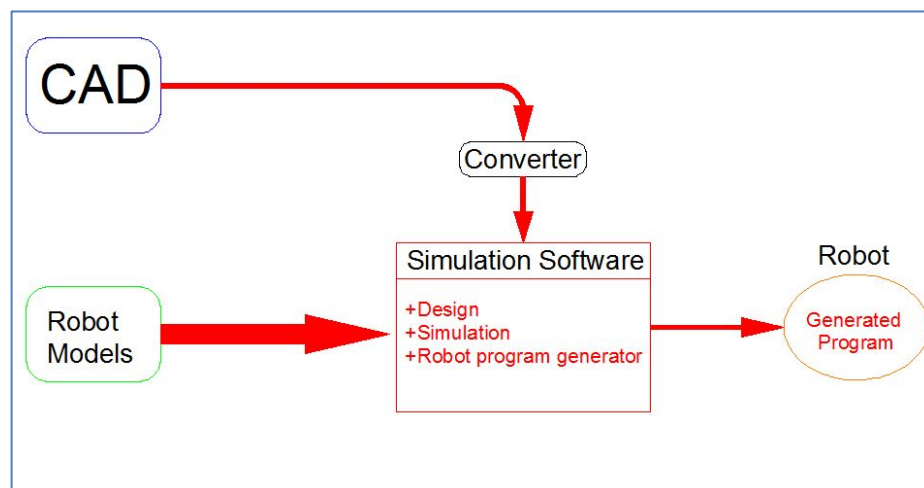 CAD
Converter
Simulation Software
+Design
+Simulation
+Robot program generator
Robot
Models
Robot
Generated
Program